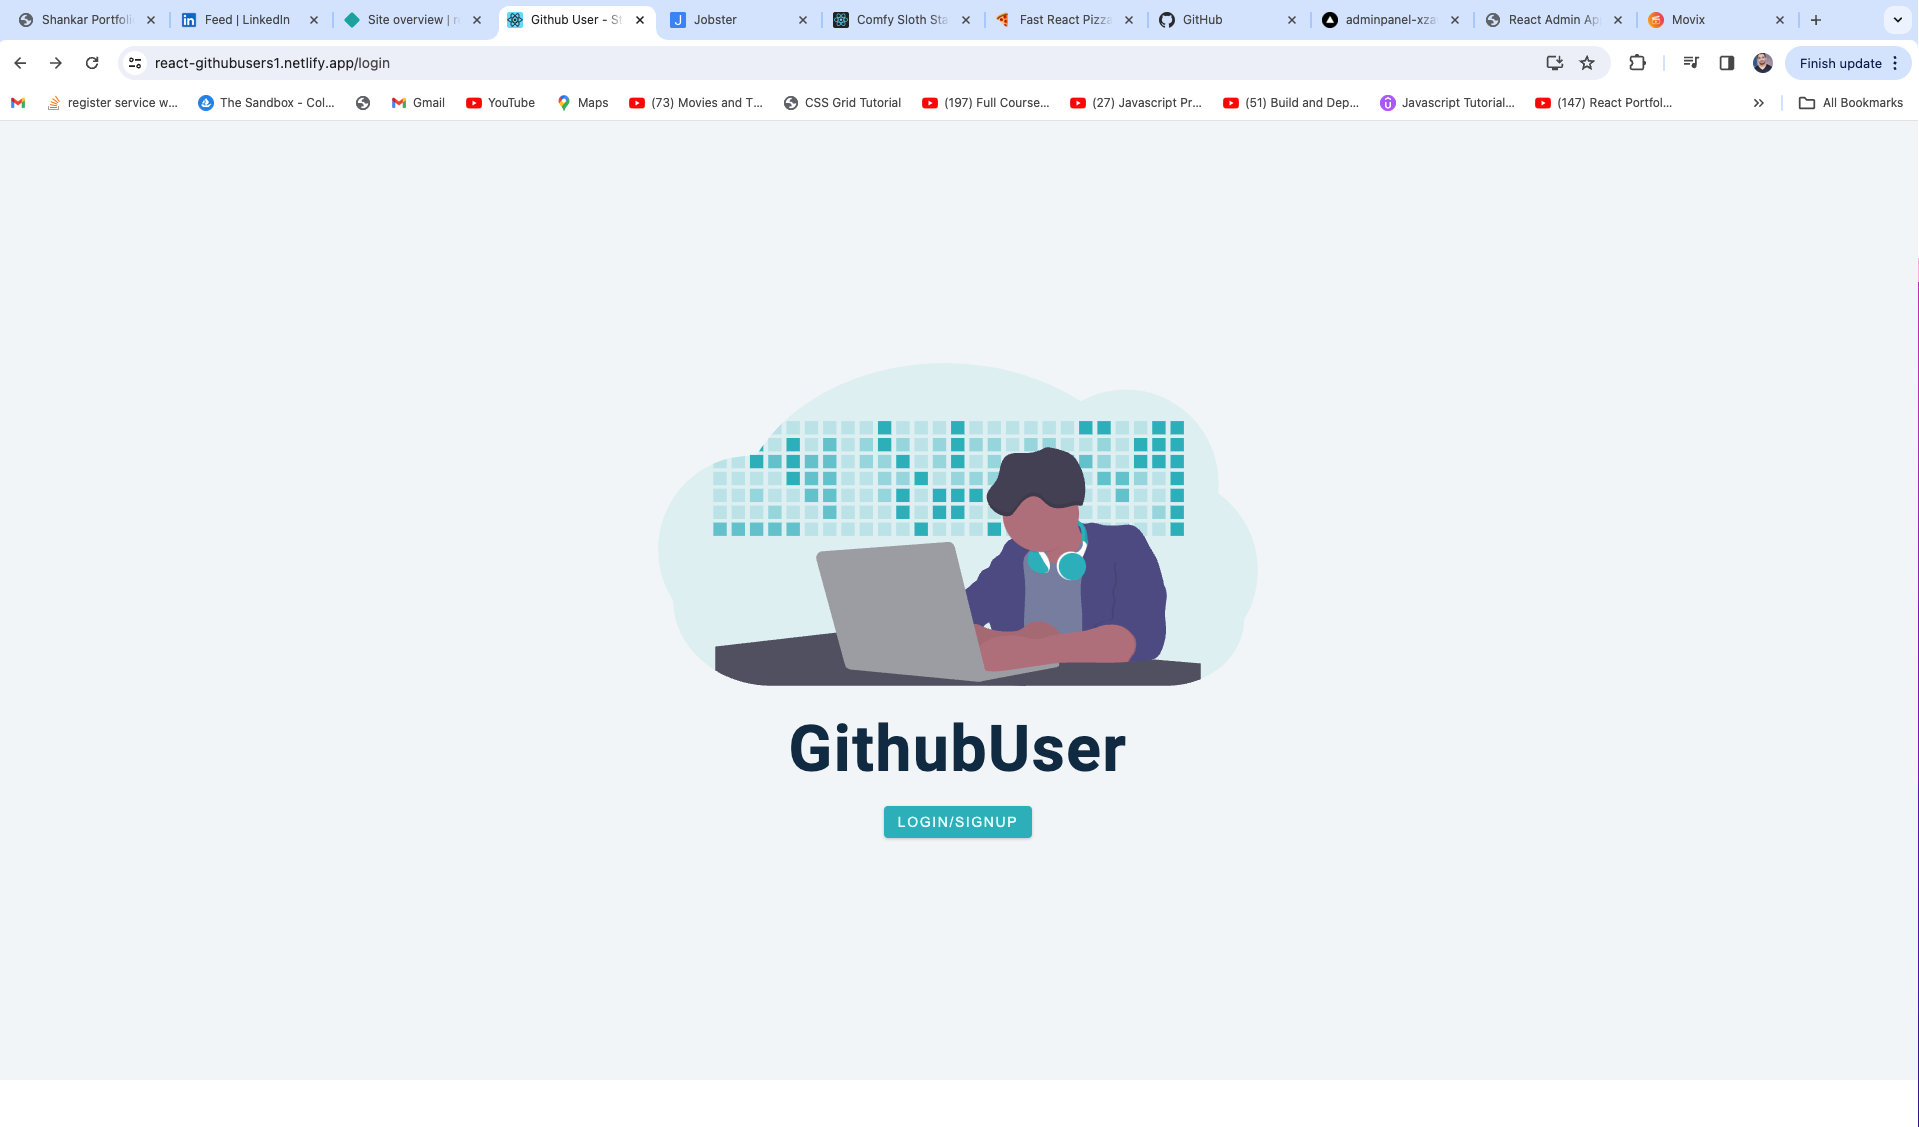 Shankar Portfoli
Feed | LinkedIn
Site overview | r
Github User - St
Jobster
Comfy Sloth Sta
Fast React Pizza
GitHub
adminpanel-xza
React Admin Ap
Movix
react-githubusers1.netlify.app/login
Finish update
register service w...
The Sandbox - Col...
Gmail
YouTube
Maps
(73) Movies and T...
CSS Grid Tutorial
(197) Full Course...
(27) Javascript Pr...
(51) Build and Dep...
Javascript Tutorial...
(147) React Portfol...
All Bookmarks
GithubUser
LOGIN/SIGNUP